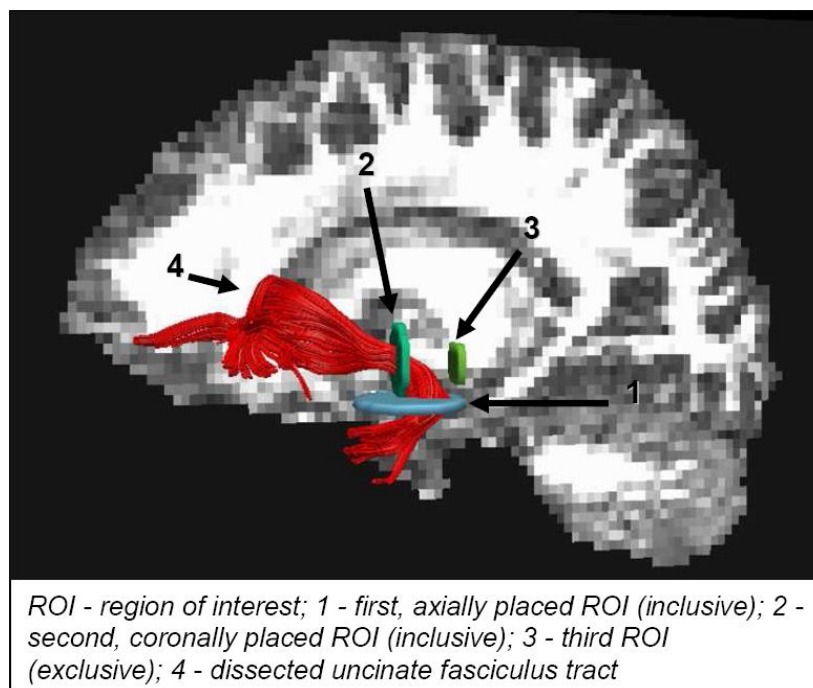 2
3
4
1
ROI - region of interest; 1 - first, axially placed ROI (inclusive); 2 -
second, coronally placed ROI (inclusive); 3 - third ROI
(exclusive); 4 - dissected uncinate fasciculus tract